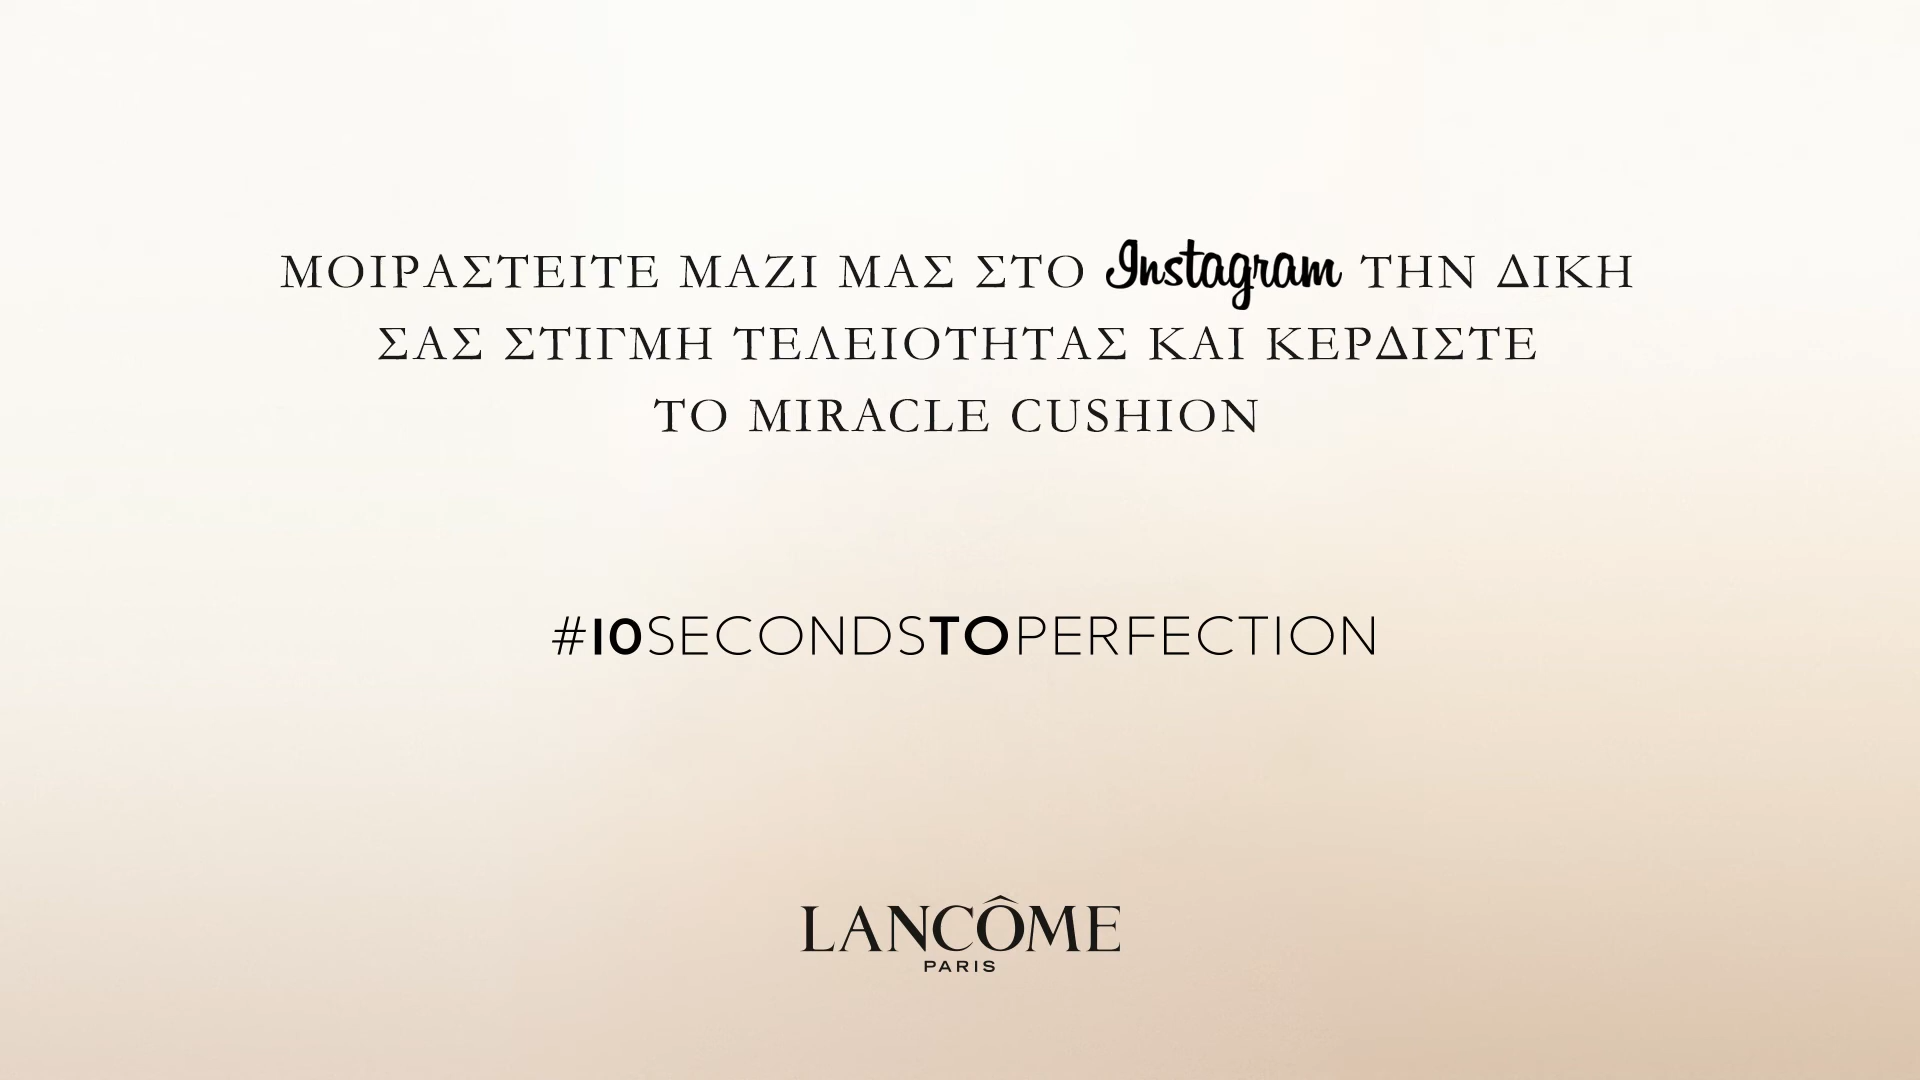 ΜΟΙΡΑΣΤΕΙΤΕ ΜΑΖΙ ΜΑΣ ΣΤΟ Instagram ΤΗΝ ΔΙΚΗ
ΣΑΣ ΣΤΙΓΜΗ ΤΕΛΕΙΟΤΗΤΑΣ ΚΑΙ ΚΕΡΔΙΣΤΕ
ΤΟ MIRACLE CUSHION
#10SECONDSTOPERFECTION
LANCÔME
PARIS